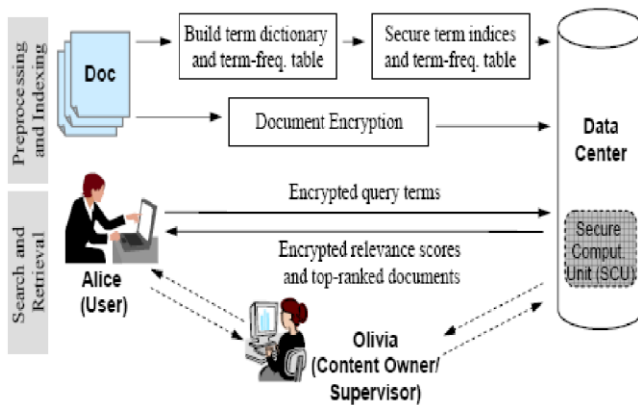 Preprocessing
and Indexing
Doc
Build term dictionary
and term-freq. table
Secure term indices
and term-freq. table
Document Encryption
Data
Center
Search and
Retrieval
Alice
(User)
Encrypted query terms
Encrypted relevance scores
and top-ranked documents
Secure
Comput.
Unit (SCU)
Olivia
(Content Owner/
Supervisor)